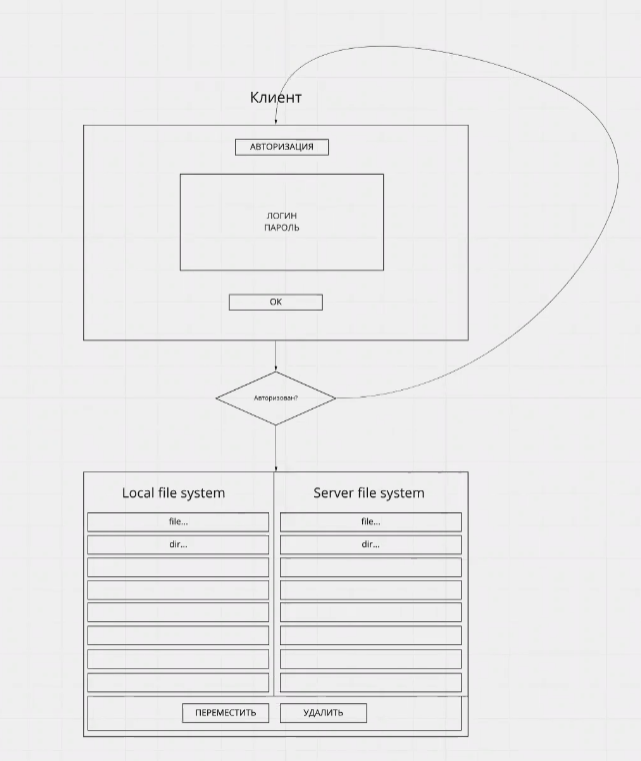 Клиент
АВТОРИЗАЦИЯ
ЛОГИН
ПАРОЛЬ
ОК
Авторизован?
Local file system
Server file system
file...
file...
dir...
dir...
ПЕРЕМЕСТИТЬ
УДАЛИТЬ